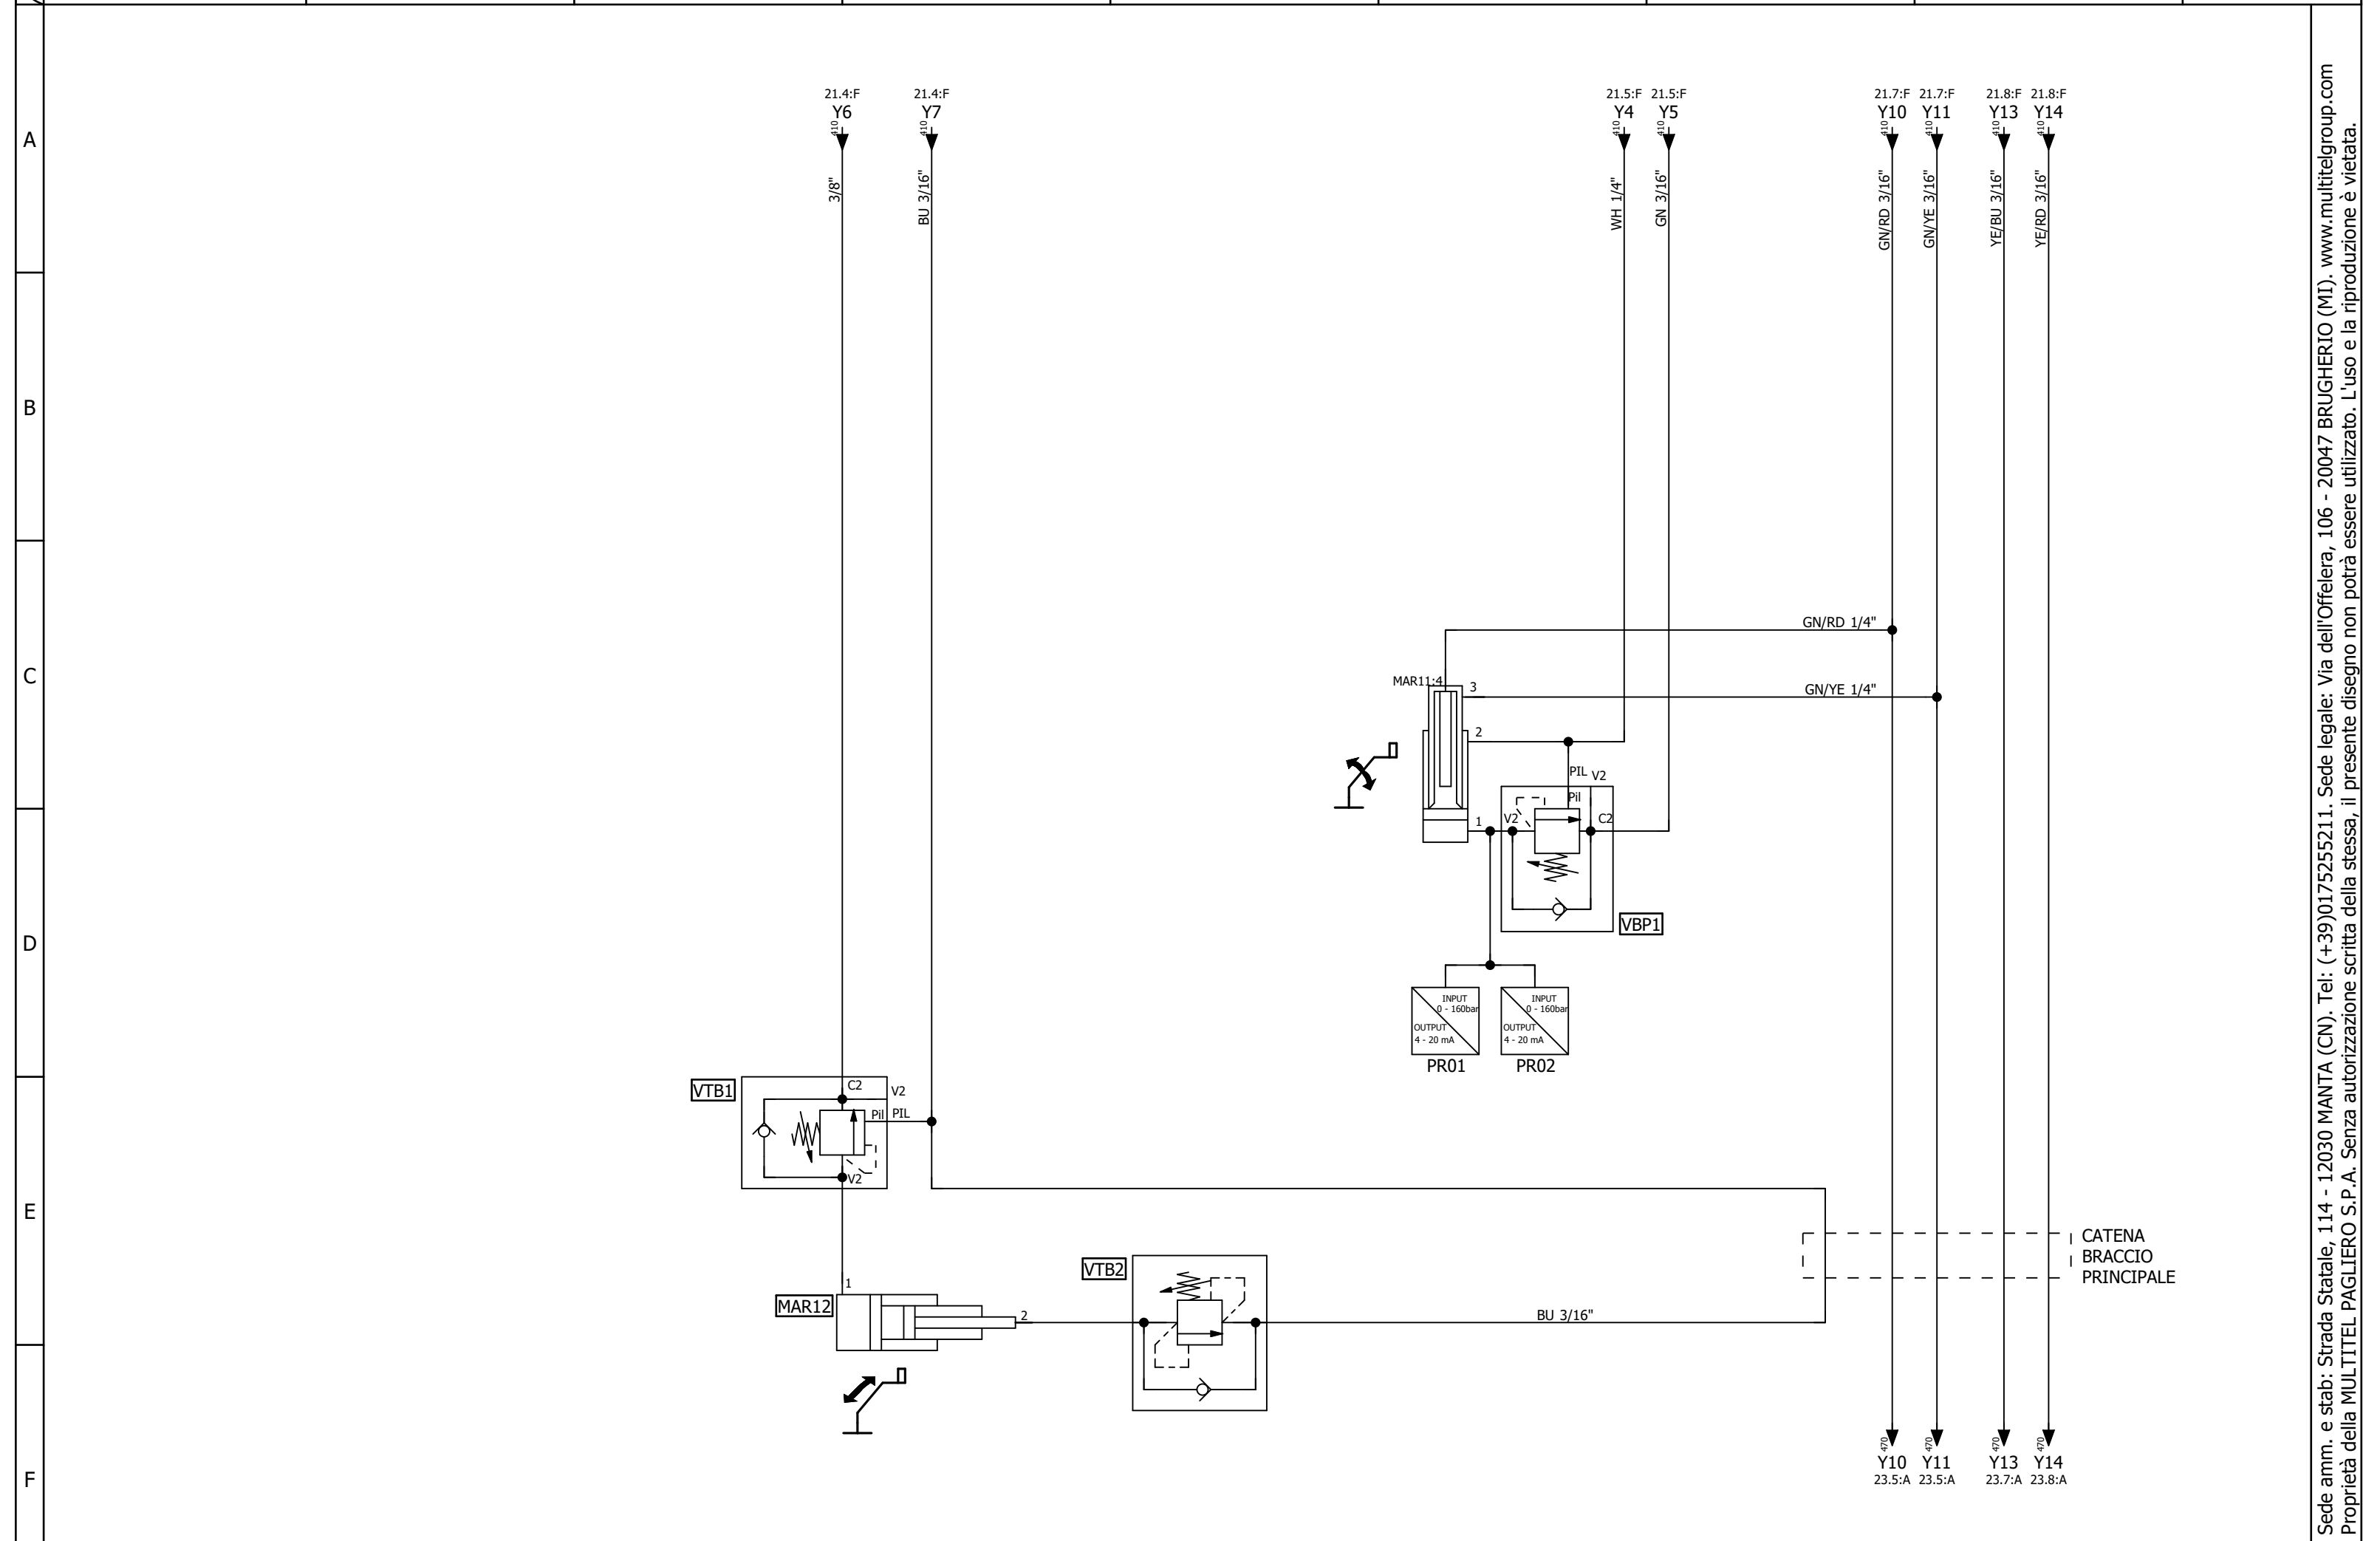 21.4:F
Y6
410
3/8"
21.4:F
Y7
410
BU 3/16"
21.5:F
Y4
410
WH 1/4"
21.5:F
Y5
410
GN 3/16"
21.7:F
Y10
410
GN/RD 3/16"
21.7:F
Y11
410
GN/YE 3/16"
21.8:F
Y13
410
YE/BU 3/16"
21.8:F
Y14
410
YE/RD 3/16"
A
B
C
D
E
F
GN/RD 1/4"
MAR11:4
3
GN/YE 1/4"
2
PIL
V2
Pil
1
V2
C2
VBP1
INPUT
0 - 160bar
OUTPUT
4 - 20 mA
PR01
INPUT
0 - 160bar
OUTPUT
4 - 20 mA
PR02
VTB1
C2
V2
Pil
PIL
V2
1
MAR12
2
VTB2
BU 3/16"
CATENA
BRACCIO
PRINCIPALE
470
Y10
23.5:A
470
Y11
23.5:A
470
Y13
23.7:A
470
Y14
23.8:A
Sede amm. e stab: Strada Statale, 114 - 12030 MANTA (CN). Tel: (+39)0175255211. Sede legale: Via dell'Offelera, 106 - 20047 BRUGHERIO (MI). www.multitelgroup.com
Proprietà della MULTITEL PAGLIERO S.P.A. Senza autorizzazione scritta della stessa, il presente disegno non potrà essere utilizzato. L'uso e la riproduzione è vietata.